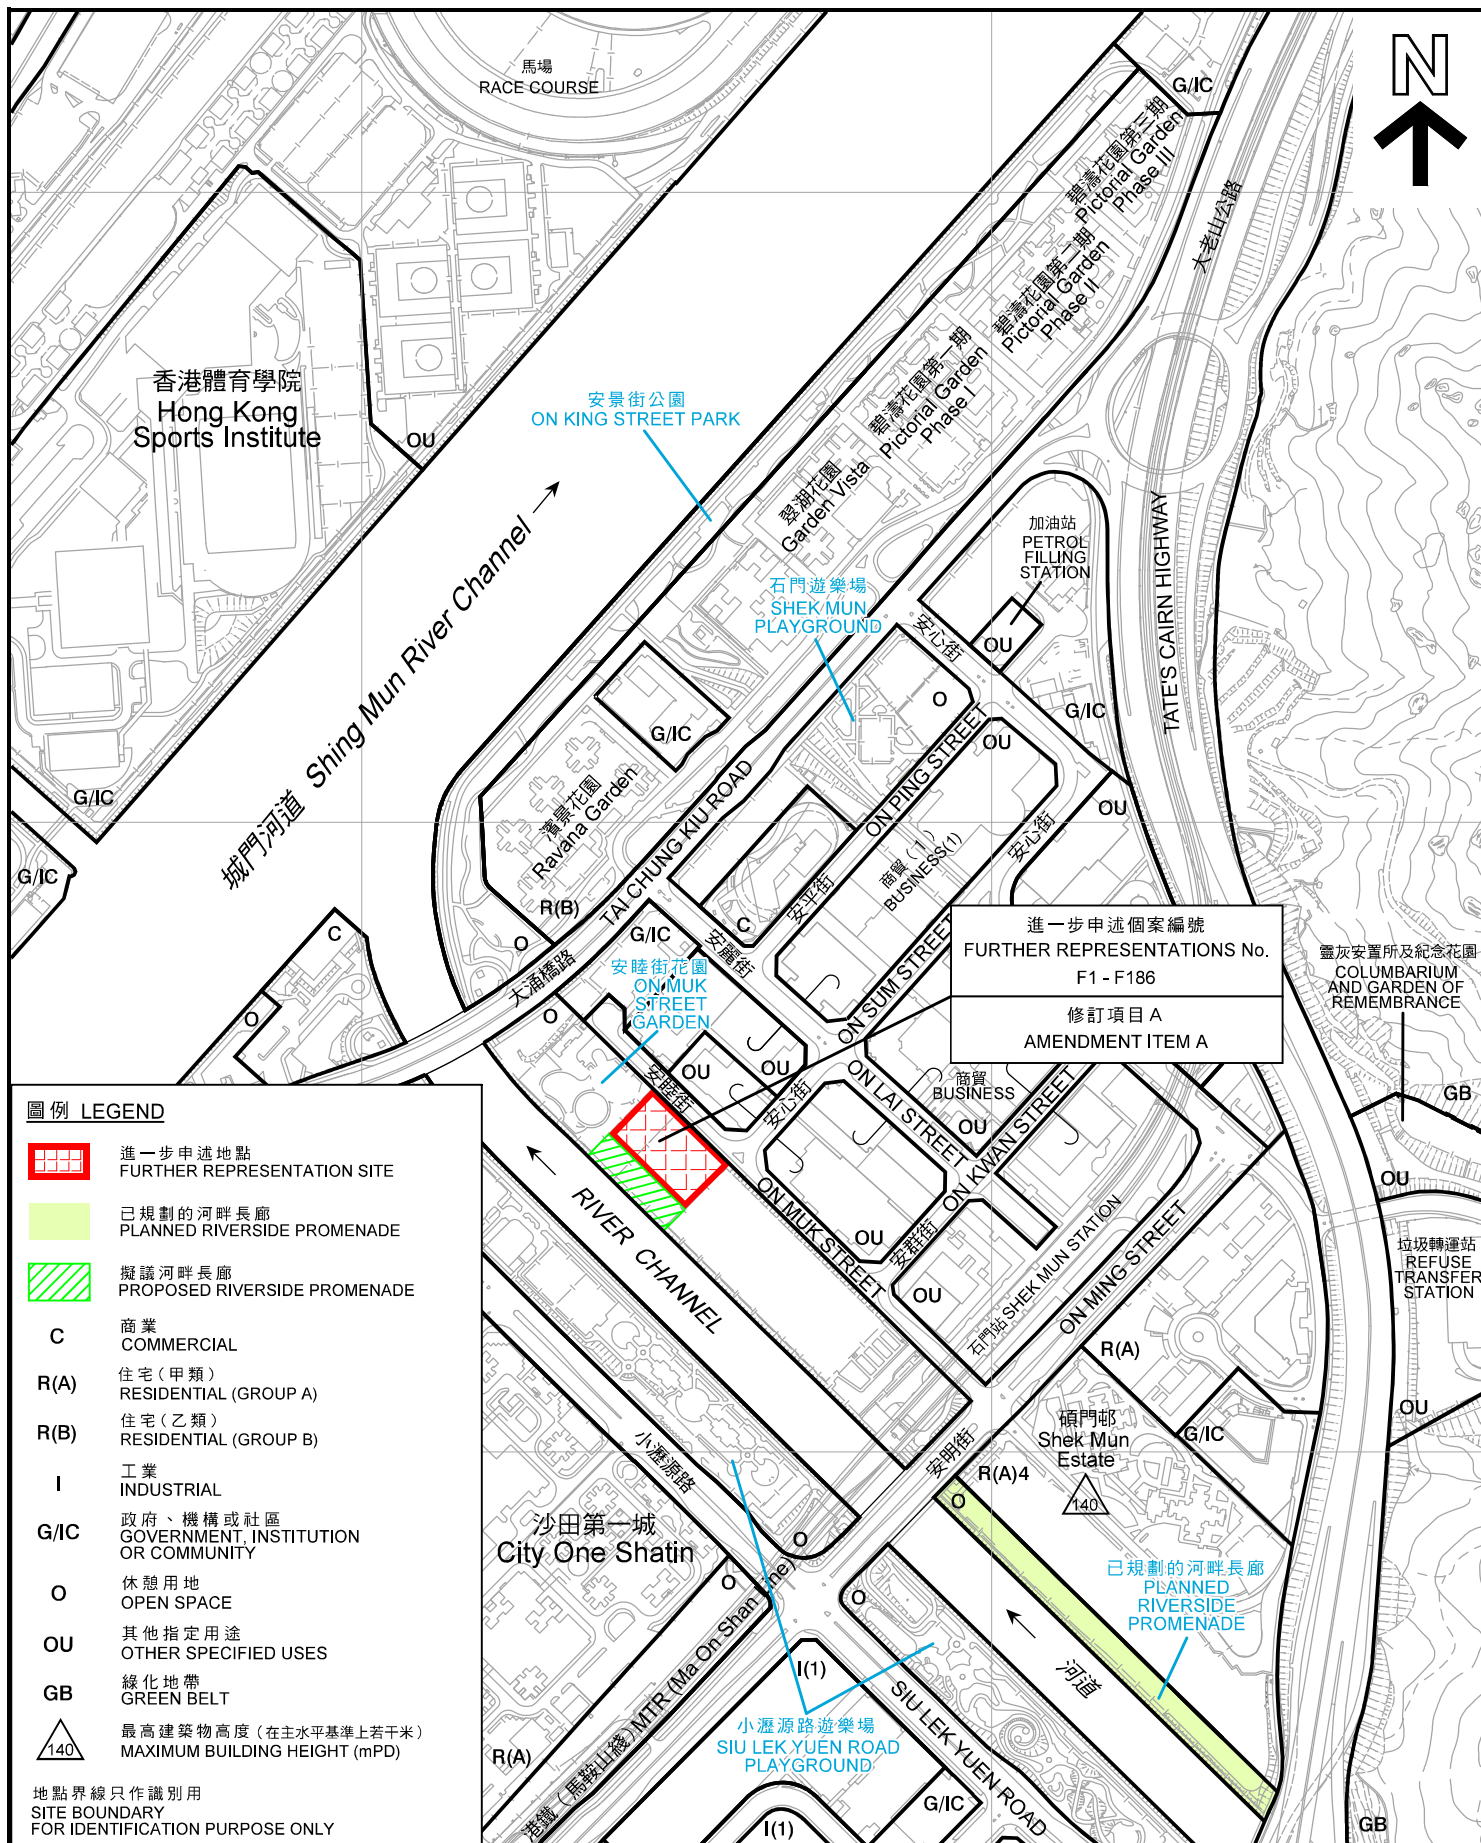 馬場
RACE COURSE
G/IC
N
碧濤花園第三期
Pictorial Garden
Phase III
大老山公路
碧濤花園第二期
Pictorial Garden
Phase II
碧濤花園第一期
Pictorial Garden
Phase I
香港體育學院
Hong Kong
Sports Institute
OU
安景街公園
ON KING STREET PARK
翠湖花園
Garden Vista
加油站
PETROL
FILLING
STATION
TATE'S CAIRN HIGHWAY
城門河道 Shing Mun River Channel
石門遊樂場
SHEK MUN
PLAYGROUND
安心街
OU
G/IC
O
OU
ON PING STREET
G/IC
G/IC
OU
濱景花園
Ravana Garden
TAI CHUNG KIU ROAD
商貿（1）
BUSINESS(1)
安心街
安平街
G/IC
R(B)
C
C
O
G/IC
安麗街
大涌橋路
安睦街花園
ON MUK
STREET
GARDEN
ON SUM STREET
進一步申述個案編號
FURTHER REPRESENTATIONS No.
F1 - F186
修訂項目 A
AMENDMENT ITEM A
靈灰安置所及紀念花園
COLUMBARIUM
AND GARDEN OF
REMEMBRANCE
O
O
OU
OU
安睦街
安心街
ON LAI STREET
商貿
BUSINESS
OU
ON KWAN STREET
GB
OU
RIVER CHANNEL
ON MUK STREET
OU
安群街
OU
石門站 SHEK MUN STATION
ON MING STREET
垃圾轉運站
REFUSE
TRANSFER
STATION
R(A)
OU
G/IC
碩門邨
Shek Mun
Estate
140
安明街
R(A)4
O
小瀝源路
沙田第一城
City One Shatin
O
O
O
已規劃的河畔長廊
PLANNED
RIVERSIDE
PROMENADE
河道
I(1)
港鐵（馬鞍山綫）MTR (Ma On Shan Line)
小瀝源路遊樂場
SIU LEK YUEN ROAD
PLAYGROUND
SIU LEK YUEN ROAD
R(A)
G/IC
I(1)
GB
圖例 LEGEND
進一步申述地點
FURTHER REPRESENTATION SITE
已規劃的河畔長廊
PLANNED RIVERSIDE PROMENADE
擬議河畔長廊
PROPOSED RIVERSIDE PROMENADE
C 商業
COMMERCIAL
R(A) 住宅（甲類）
RESIDENTIAL (GROUP A)
R(B) 住宅（乙類）
RESIDENTIAL (GROUP B)
I 工業
INDUSTRIAL
G/IC 政府、機構或社區
GOVERNMENT, INSTITUTION
OR COMMUNITY
O 休憩用地
OPEN SPACE
OU 其他指定用途
OTHER SPECIFIED USES
GB 綠化地帶
GREEN BELT
140 最高建築物高度（在主水平基準上若干米）
MAXIMUM BUILDING HEIGHT (mPD)
地點界線只作識別用
SITE BOUNDARY
FOR IDENTIFICATION PURPOSE ONLY